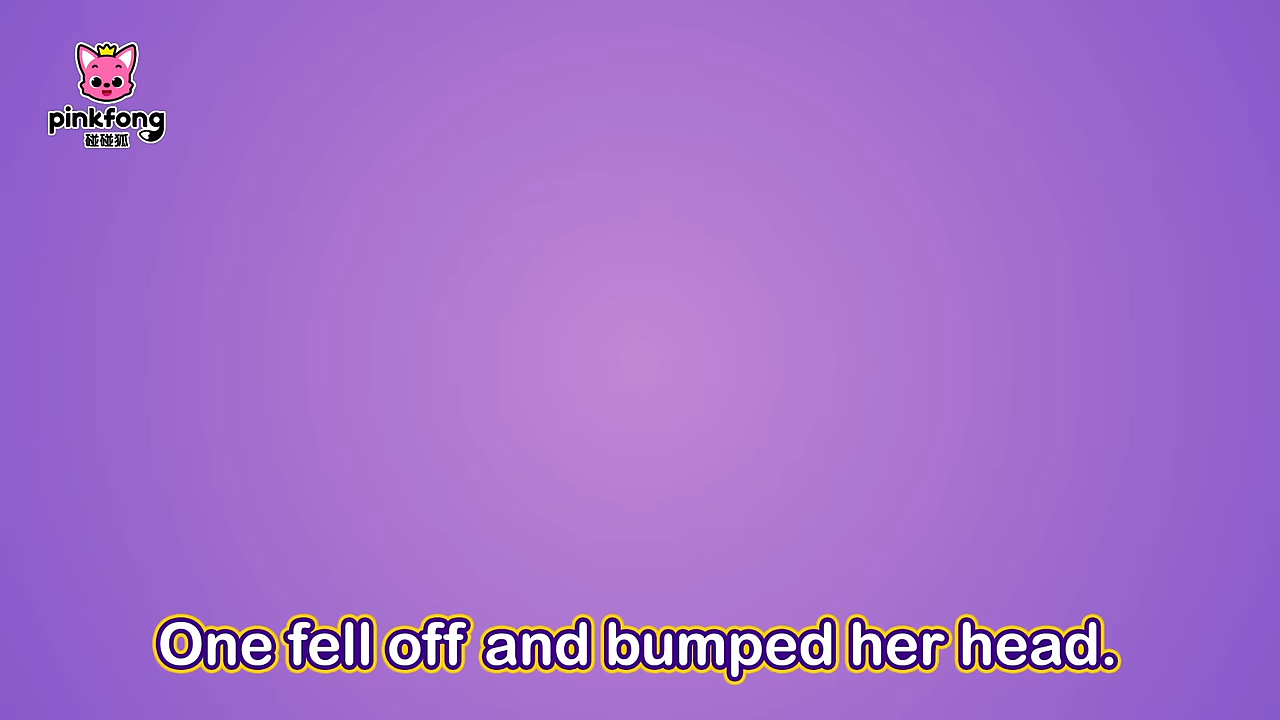 pinkfong
碰碰狐
One fell off and bumped her head.